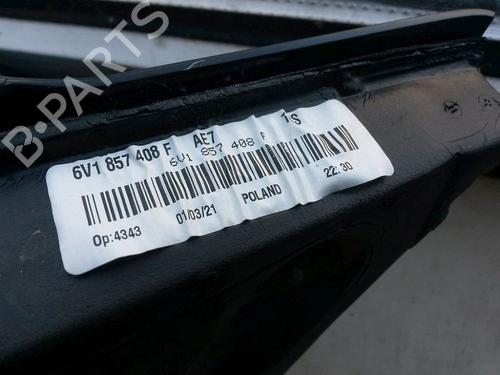 B-PARTS
6V1 857 408 F AE7 1S
6V1 857 408 F
Op:4343 01/03/21 POLAND 22:30